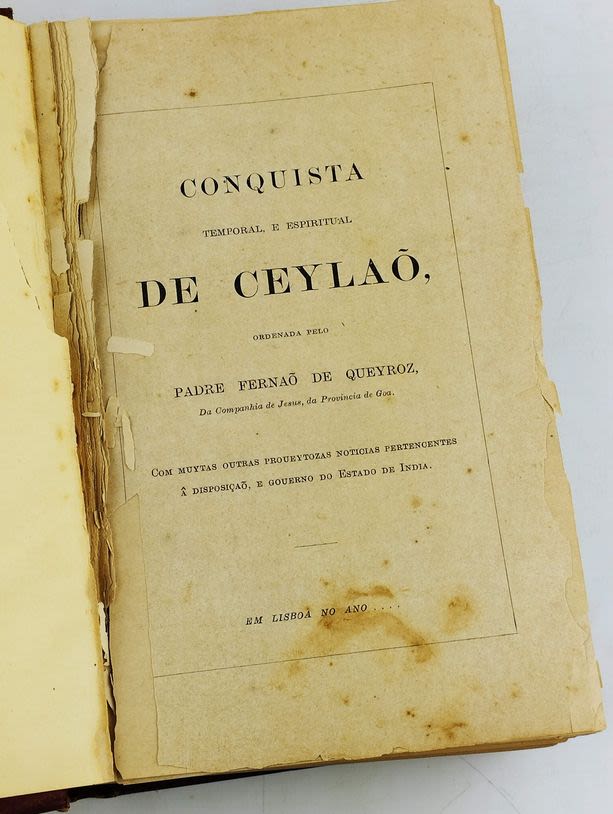 CONQUISTA
TEMPORAL, E ESPIRITUAL
DE CEYLAÕ,
ORDENADA PELO
PADRE FERNAÕ DE QUEYROZ,
Da Companhia de Jesus, da Provincia de Goa.
COM MUYTAS OUTRAS PROUEYTOZAS NOTICIAS PERTENCENTES
Â DISPOSIÇAÕ, E GOUERNO DO ESTADO DE INDIA.
EM LISBOA NO ANO . . . .